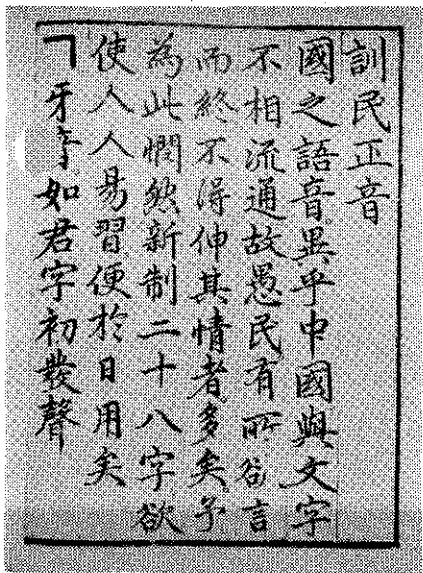 訓民正音
國之語音異乎中國與文字
不相流通故愚民有所欲言
而終不得伸其情者多矣予
為此憫然新制二十八字欲
使人人易習便於日用矣
ㄱ牙音如君字初發聲